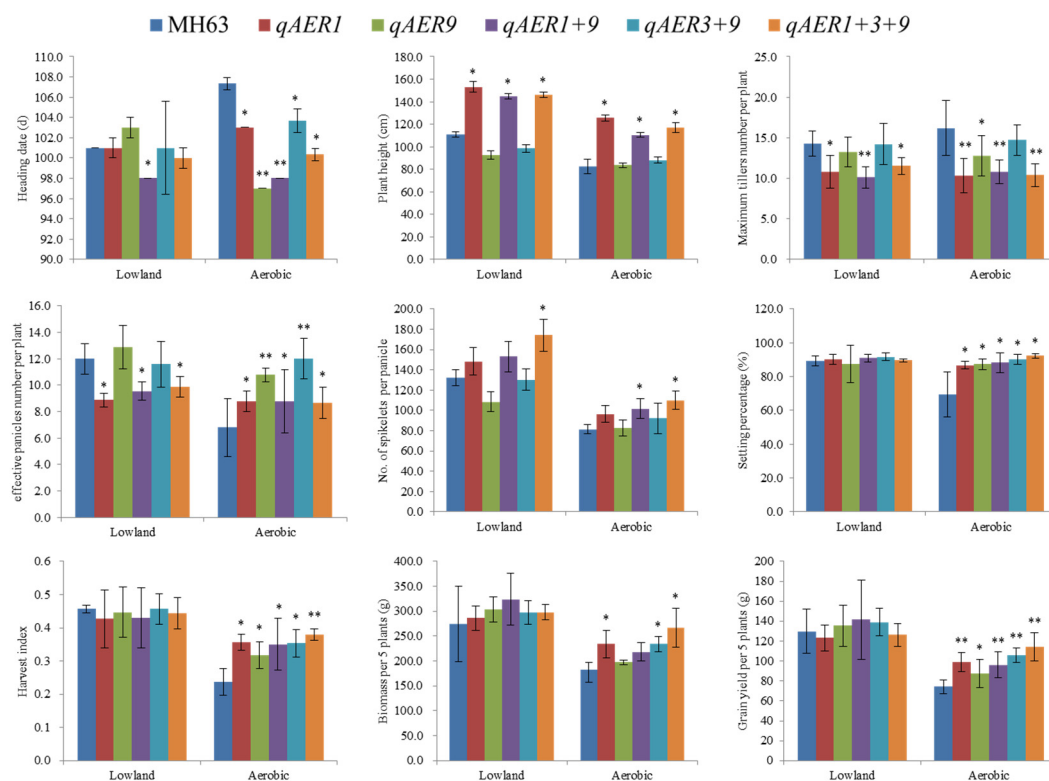 MH63 qAER1 qAER9 qAER1+9 qAER3+9 qAER1+3+9
Heading date (d)
110.0
108.0
106.0
104.0
102.0
100.0
98.0
96.0
94.0
92.0
90.0
* ** ** * * *
Lowland Aerobic
Plant height (cm)
180.0
160.0
140.0
120.0
100.0
80.0
60.0
40.0
20.0
0.0
* * * * * *
Lowland Aerobic
Maximum tillers number per plant
25.0
20.0
15.0
10.0
5.0
0.0
* ** * ** * ** **
Lowland Aerobic
effective panicles number per plant
16.0
14.0
12.0
10.0
8.0
6.0
4.0
2.0
0.0
* * * * ** * ** *
Lowland Aerobic
No. of spikelets per panicle
200.0
180.0
160.0
140.0
120.0
100.0
80.0
60.0
40.0
20.0
0.0
* * *
Lowland Aerobic
Setting percentage (%)
120.0
100.0
80.0
60.0
40.0
20.0
0.0
* * * * *
Lowland Aerobic
Harvest index
0.6
0.5
0.4
0.3
0.2
0.1
0.0
* * * * **
Lowland Aerobic
Biomass per 5 plants (g)
400.0
350.0
300.0
250.0
200.0
150.0
100.0
50.0
0.0
* * *
Lowland Aerobic
Grain yield per 5 plants (g)
200
180
160
140
120
100
80
60
40
20
0
** * ** ** **
Lowland Aerobic